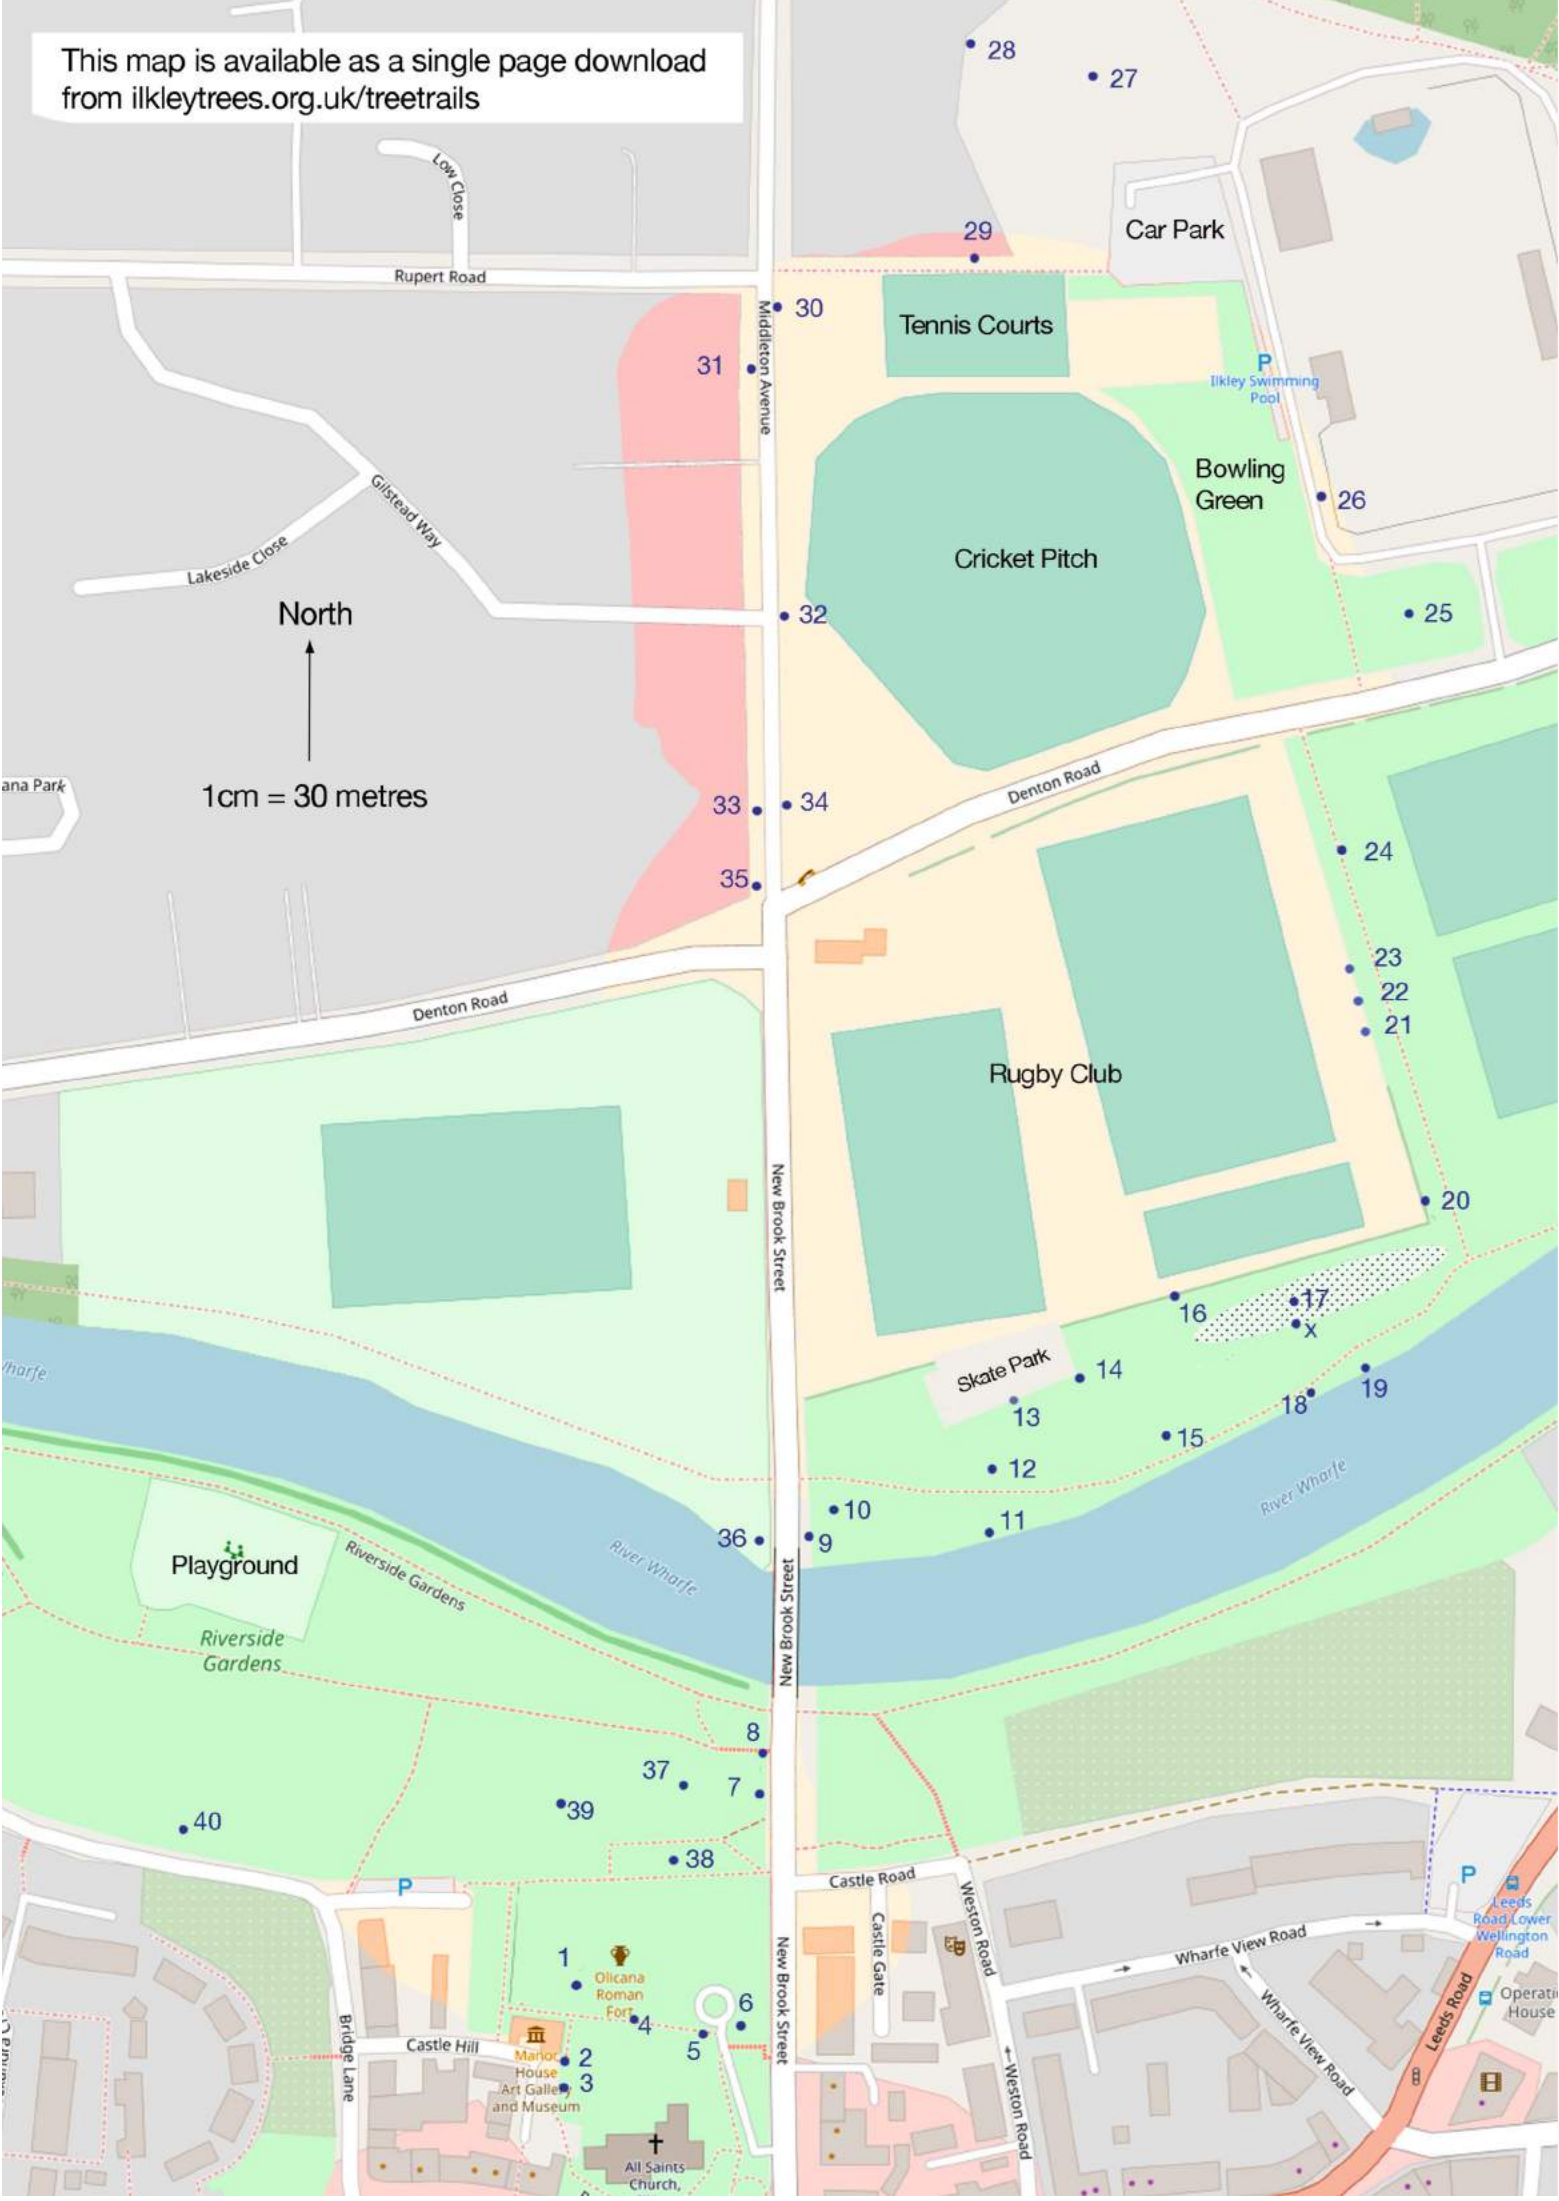 This map is available as a single page download
from ilkleytrees.org.uk/treetrails
28
27
Low Close
Car Park
29
Rupert Road
30
Middleton Avenue
Tennis Courts
31
P
Ilkley Swimming
Pool
Bowling
Green
26
Gilstead Way
Lakeside Close
Cricket Pitch
North
32
25
ana Park
1cm = 30 metres
Denton Road
33
34
24
35
23
22
21
Denton Road
Rugby Club
New Brook Street
20
16
17
x
Wharfe
Skate Park
14
13
18
19
15
12
River Wharfe
10
11
36
9
River Wharfe
Playground
Riverside Gardens
New Brook Street
Riverside
Gardens
8
37
7
39
40
38
P
Castle Road
P
Leeds
Road Lower
Wellington
Road
Weston Road
Castle Gate
New Brook Street
Wharfe View Road
1
Olicana
Roman
Fort
4
6
5
Leeds Road
Operati
House
Wharfe View Road
Bridge Lane
Castle Hill
Manor
House
Art Gallery
and Museum
2
3
Weston Road
All Saints
Church,